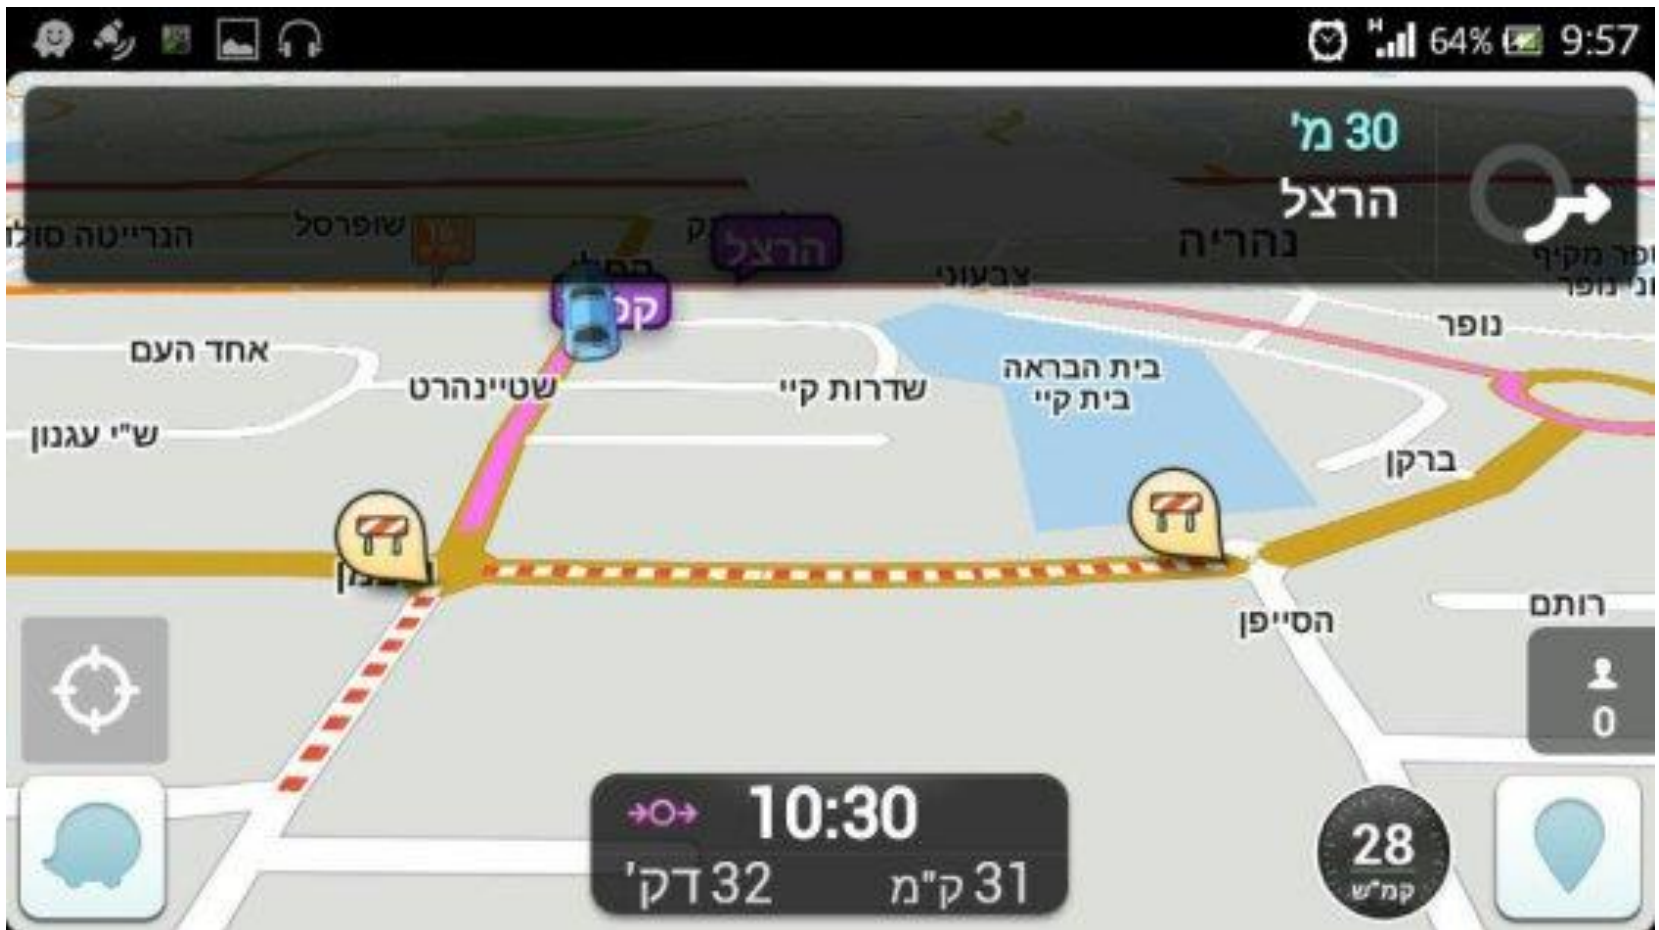 H 64% 9:57
30 מ'
הרצל
הנרייטה סולד
שופרסל
הרצל
נהריה
צבעוני
נופר
אחד העם
שטיינהרט
שדרות קיי
בית הבראה
בית קיי
ש"י עגנון
ברקן
הסייפן
רותם
0
10:30
31 ק"מ
32 דק'
28
קמ"ש